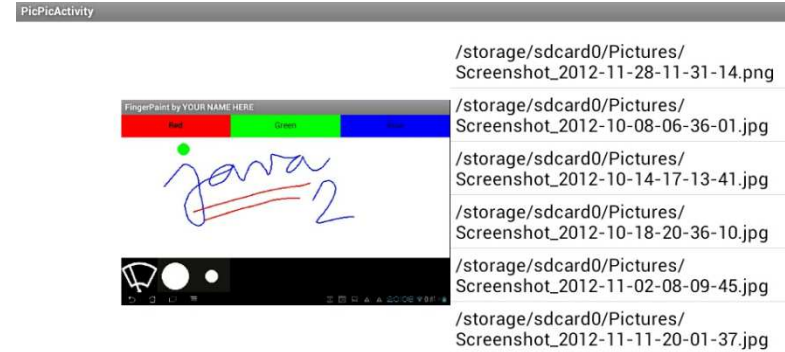 PicPicActivity
FingerPaint by YOUR NAME HERE
Red Green
java
2
/storage/sdcard0/Pictures/
Screenshot_2012-11-28-11-31-14.png
/storage/sdcard0/Pictures/
Screenshot_2012-10-08-06-36-01.jpg
/storage/sdcard0/Pictures/
Screenshot_2012-10-14-17-13-41.jpg
/storage/sdcard0/Pictures/
Screenshot_2012-10-18-20-36-10.jpg
/storage/sdcard0/Pictures/
Screenshot_2012-11-02-08-09-45.jpg
/storage/sdcard0/Pictures/
Screenshot_2012-11-11-20-01-37.jpg